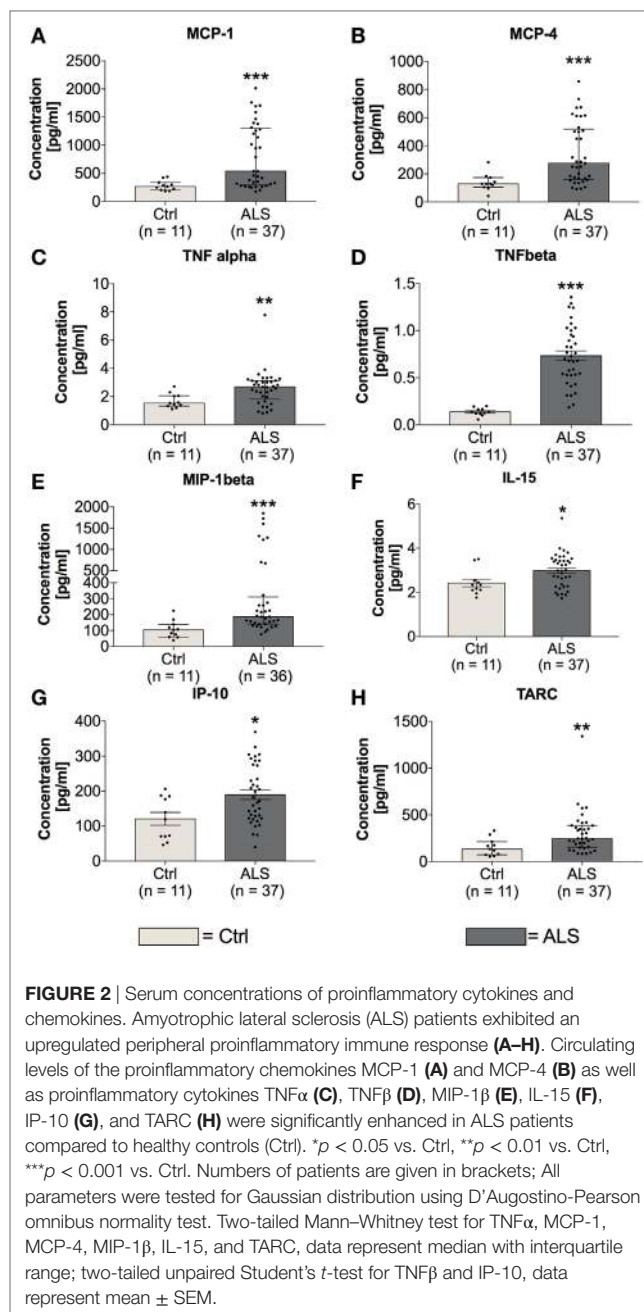 A
MCP-1
Concentration
[pg/ml]
2500
2000
1500
1000
500
0
***
Ctrl
(n = 11)
ALS
(n = 37)
B
MCP-4
Concentration
[pg/ml]
1000
800
600
400
200
0
***
Ctrl
(n = 11)
ALS
(n = 37)
C
TNF alpha
Concentration
[pg/ml]
10
8
6
4
2
0
**
Ctrl
(n = 11)
ALS
(n = 37)
D
TNFbeta
Concentration
[pg/ml]
1.5
1.0
0.5
0.0
***
Ctrl
(n = 11)
ALS
(n = 37)
E
MIP-1beta
Concentration
[pg/ml]
2000
1500
1000
500
400
300
200
100
0
***
Ctrl
(n = 11)
ALS
(n = 36)
F
IL-15
Concentration
[pg/ml]
6
4
2
0
*
Ctrl
(n = 11)
ALS
(n = 37)
G
IP-10
Concentration
[pg/ml]
400
300
200
100
0
*
Ctrl
(n = 11)
ALS
(n = 37)
H
TARC
Concentration
[pg/ml]
1500
1000
500
0
**
Ctrl
(n = 11)
ALS
(n = 37)
= Ctrl
= ALS
FIGURE 2 | Serum concentrations of proinflammatory cytokines and
chemokines. Amyotrophic lateral sclerosis (ALS) patients exhibited an
upregulated peripheral proinflammatory immune response (A–H). Circulating
levels of the proinflammatory chemokines MCP-1 (A) and MCP-4 (B) as well
as proinflammatory cytokines TNFα (C), TNFβ (D), MIP-1β (E), IL-15 (F),
IP-10 (G), and TARC (H) were significantly enhanced in ALS patients
compared to healthy controls (Ctrl). *p < 0.05 vs. Ctrl, **p < 0.01 vs. Ctrl,
***p < 0.001 vs. Ctrl. Numbers of patients are given in brackets; All
parameters were tested for Gaussian distribution using D'Augostino-Pearson
omnibus normality test. Two-tailed Mann–Whitney test for TNFα, MCP-1,
MCP-4, MIP-1β, IL-15, and TARC, data represent median with interquartile
range; two-tailed unpaired Student's t-test for TNFβ and IP-10, data
represent mean ± SEM.